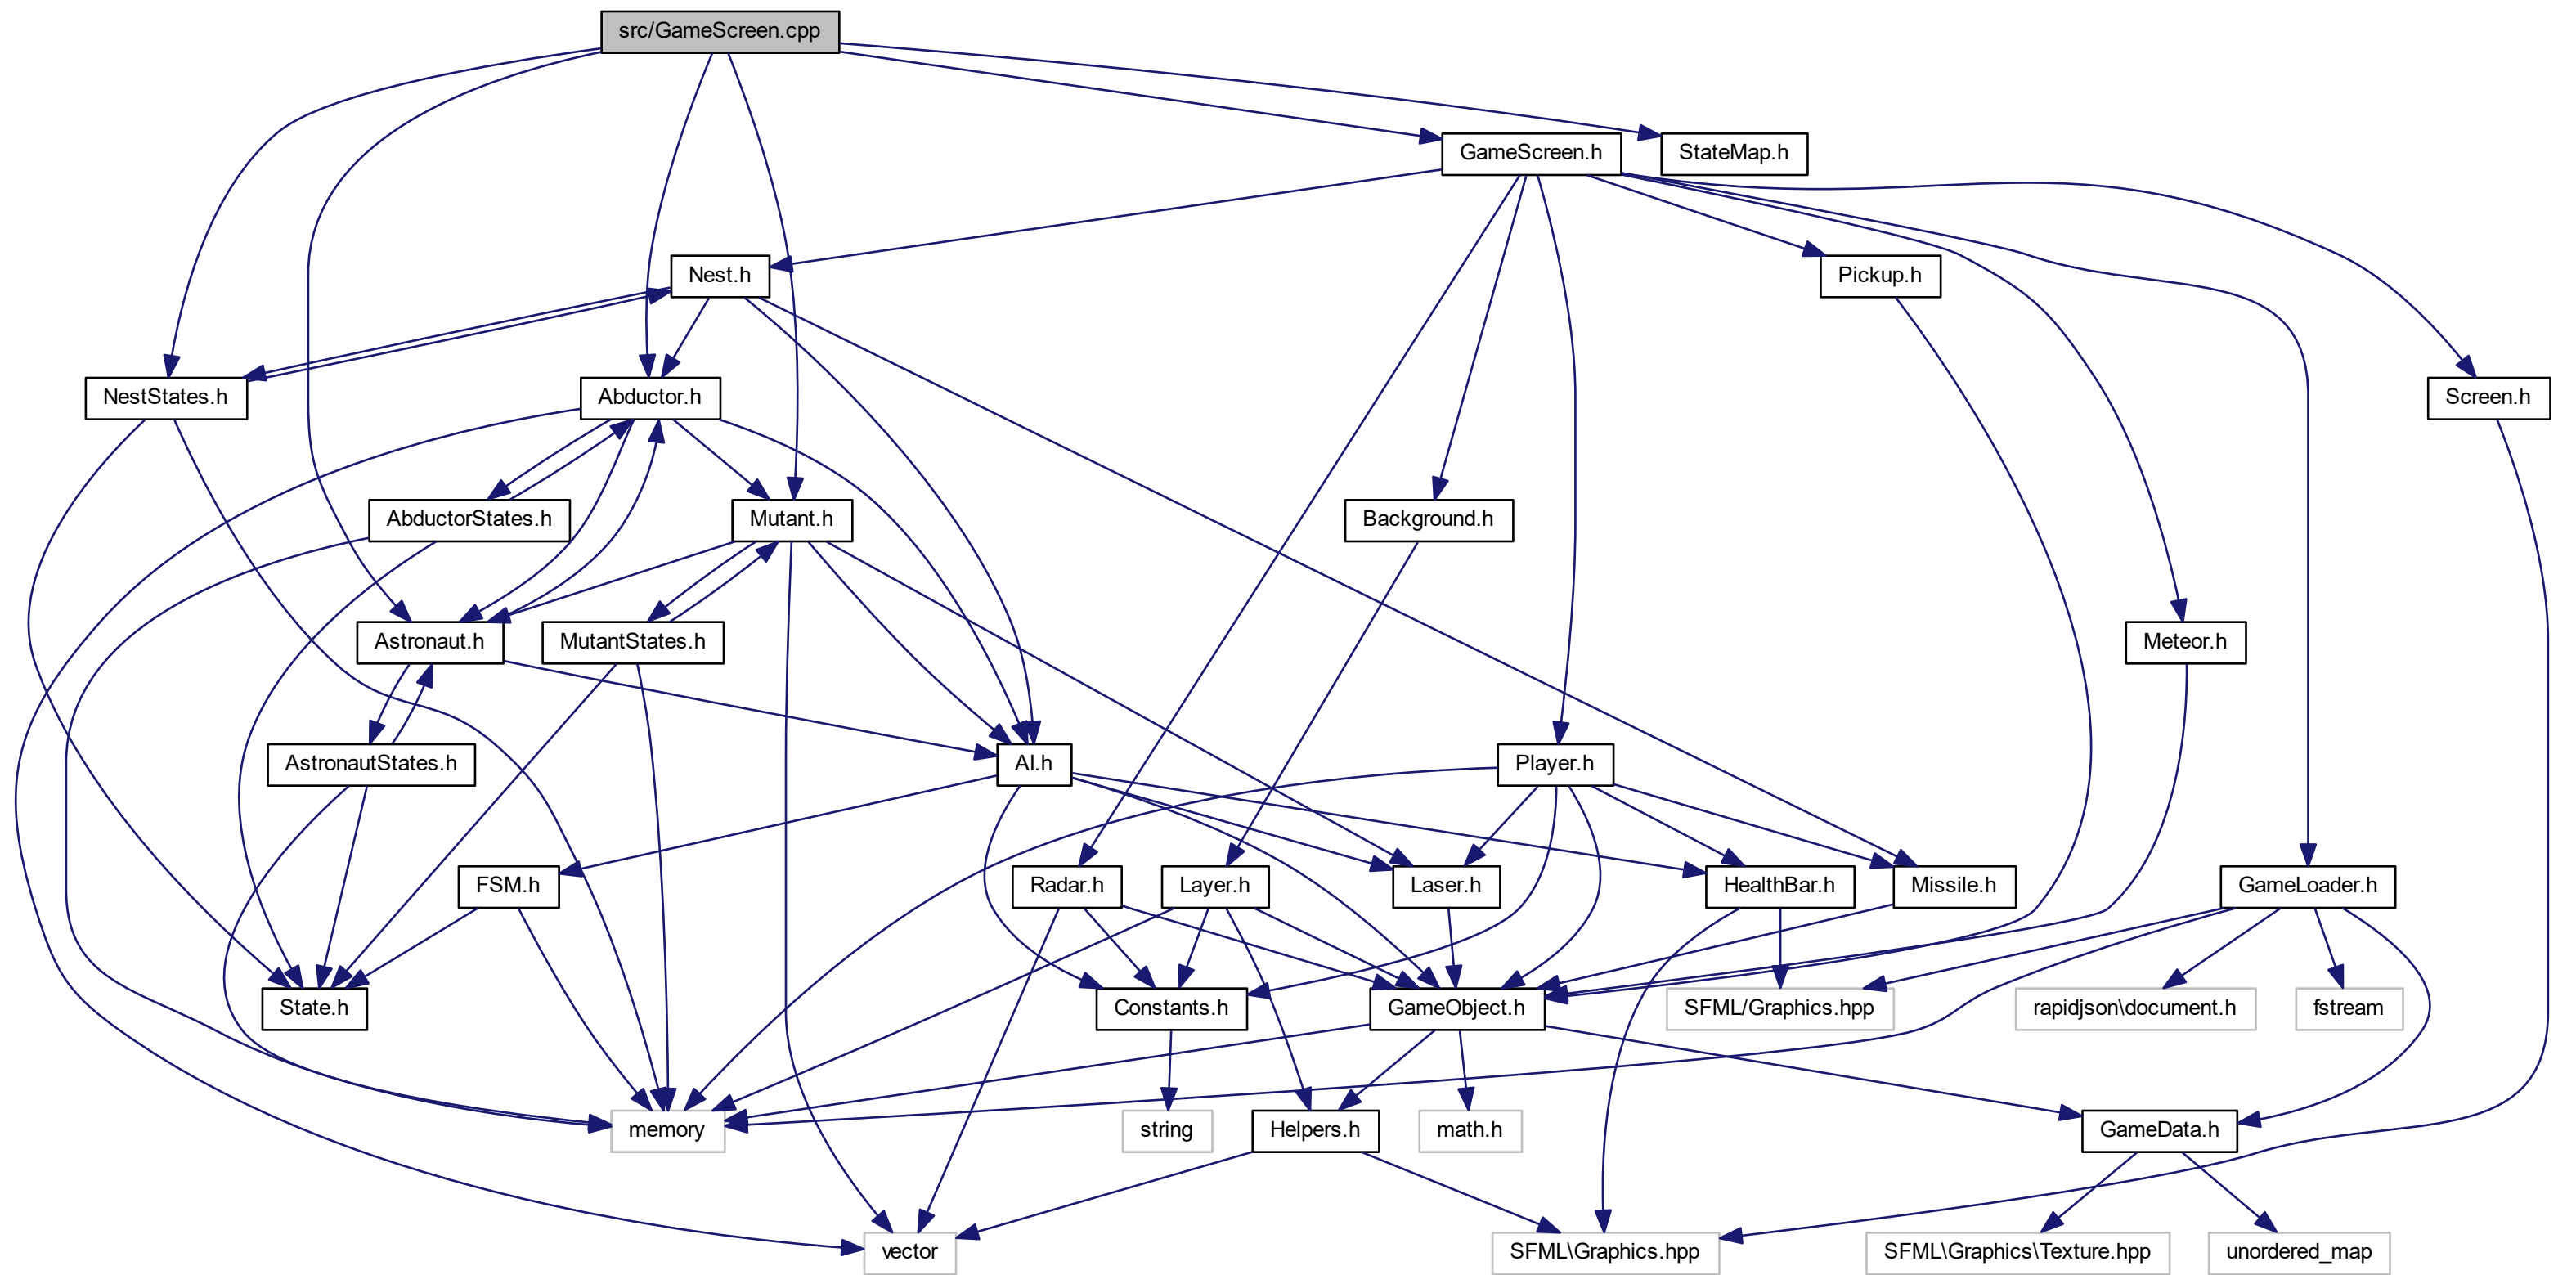 src/GameScreen.cpp
GameScreen.h
StateMap.h
Nest.h
Pickup.h
NestStates.h
Abductor.h
Screen.h
AbductorStates.h
Mutant.h
Background.h
Astronaut.h
MutantStates.h
Meteor.h
AstronautStates.h
AI.h
Player.h
FSM.h
Radar.h
Layer.h
Laser.h
HealthBar.h
Missile.h
GameLoader.h
State.h
Constants.h
GameObject.h
SFML/Graphics.hpp
rapidjson\document.h
fstream
memory
string
Helpers.h
math.h
GameData.h
vector
SFML\Graphics.hpp
SFML\Graphics\Texture.hpp
unordered_map